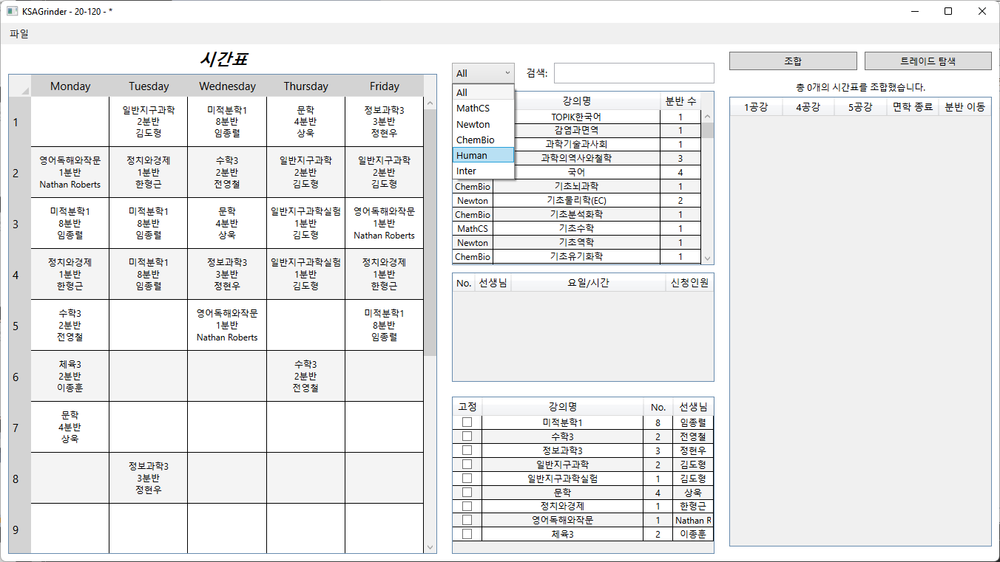 KSAGrinder - 20-120 - *
파일
시간표
Monday Tuesday Wednesday Thursday Friday
1
일반지구과학
2분반
김도형
미적분학1
8분반
임종렬
문학
4분반
상욱
정보과학3
3분반
정현우
2
영어독해와작문
1분반
Nathan Roberts
정치와경제
1분반
한형근
수학3
2분반
전영철
일반지구과학
2분반
김도형
일반지구과학
2분반
김도형
3
미적분학1
8분반
임종렬
미적분학1
8분반
임종렬
문학
4분반
상욱
일반지구과학실험
1분반
김도형
영어독해와작문
1분반
Nathan Roberts
4
정치와경제
1분반
한형근
미적분학1
8분반
임종렬
정보과학3
3분반
정현우
일반지구과학실험
1분반
김도형
정치와경제
1분반
한형근
5
수학3
2분반
전영철
영어독해와작문
1분반
Nathan Roberts
미적분학1
8분반
임종렬
6
체육3
2분반
이종훈
수학3
2분반
전영철
7
문학
4분반
상욱
8
정보과학3
3분반
정현우
9
All
검색:
All
MathCS
Newton
ChemBio
Human
Inter
강의명 분반 수
TOPIK한국어 1
감염과면역 1
과학기술과사회 1
과학의역사와철학 3
국어 4
ChemBio 기초뇌과학 1
Newton 기초물리학(EC) 2
ChemBio 기초분석화학 1
MathCS 기초수학 1
Newton 기초역학 1
ChemBio 기초유기화학 1
No. 선생님 요일/시간 신청인원
고정 강의명 No. 선생님
미적분학1 8 임종렬
수학3 2 전영철
정보과학3 3 정현우
일반지구과학 2 김도형
일반지구과학실험 1 김도형
문학 4 상욱
정치와경제 1 한형근
영어독해와작문 1 Nathan R
체육3 2 이종훈
조합
트레이드 탐색
총 0개의 시간표를 조합했습니다.
1공강 4공강 5공강 면학 종료 분반 이동